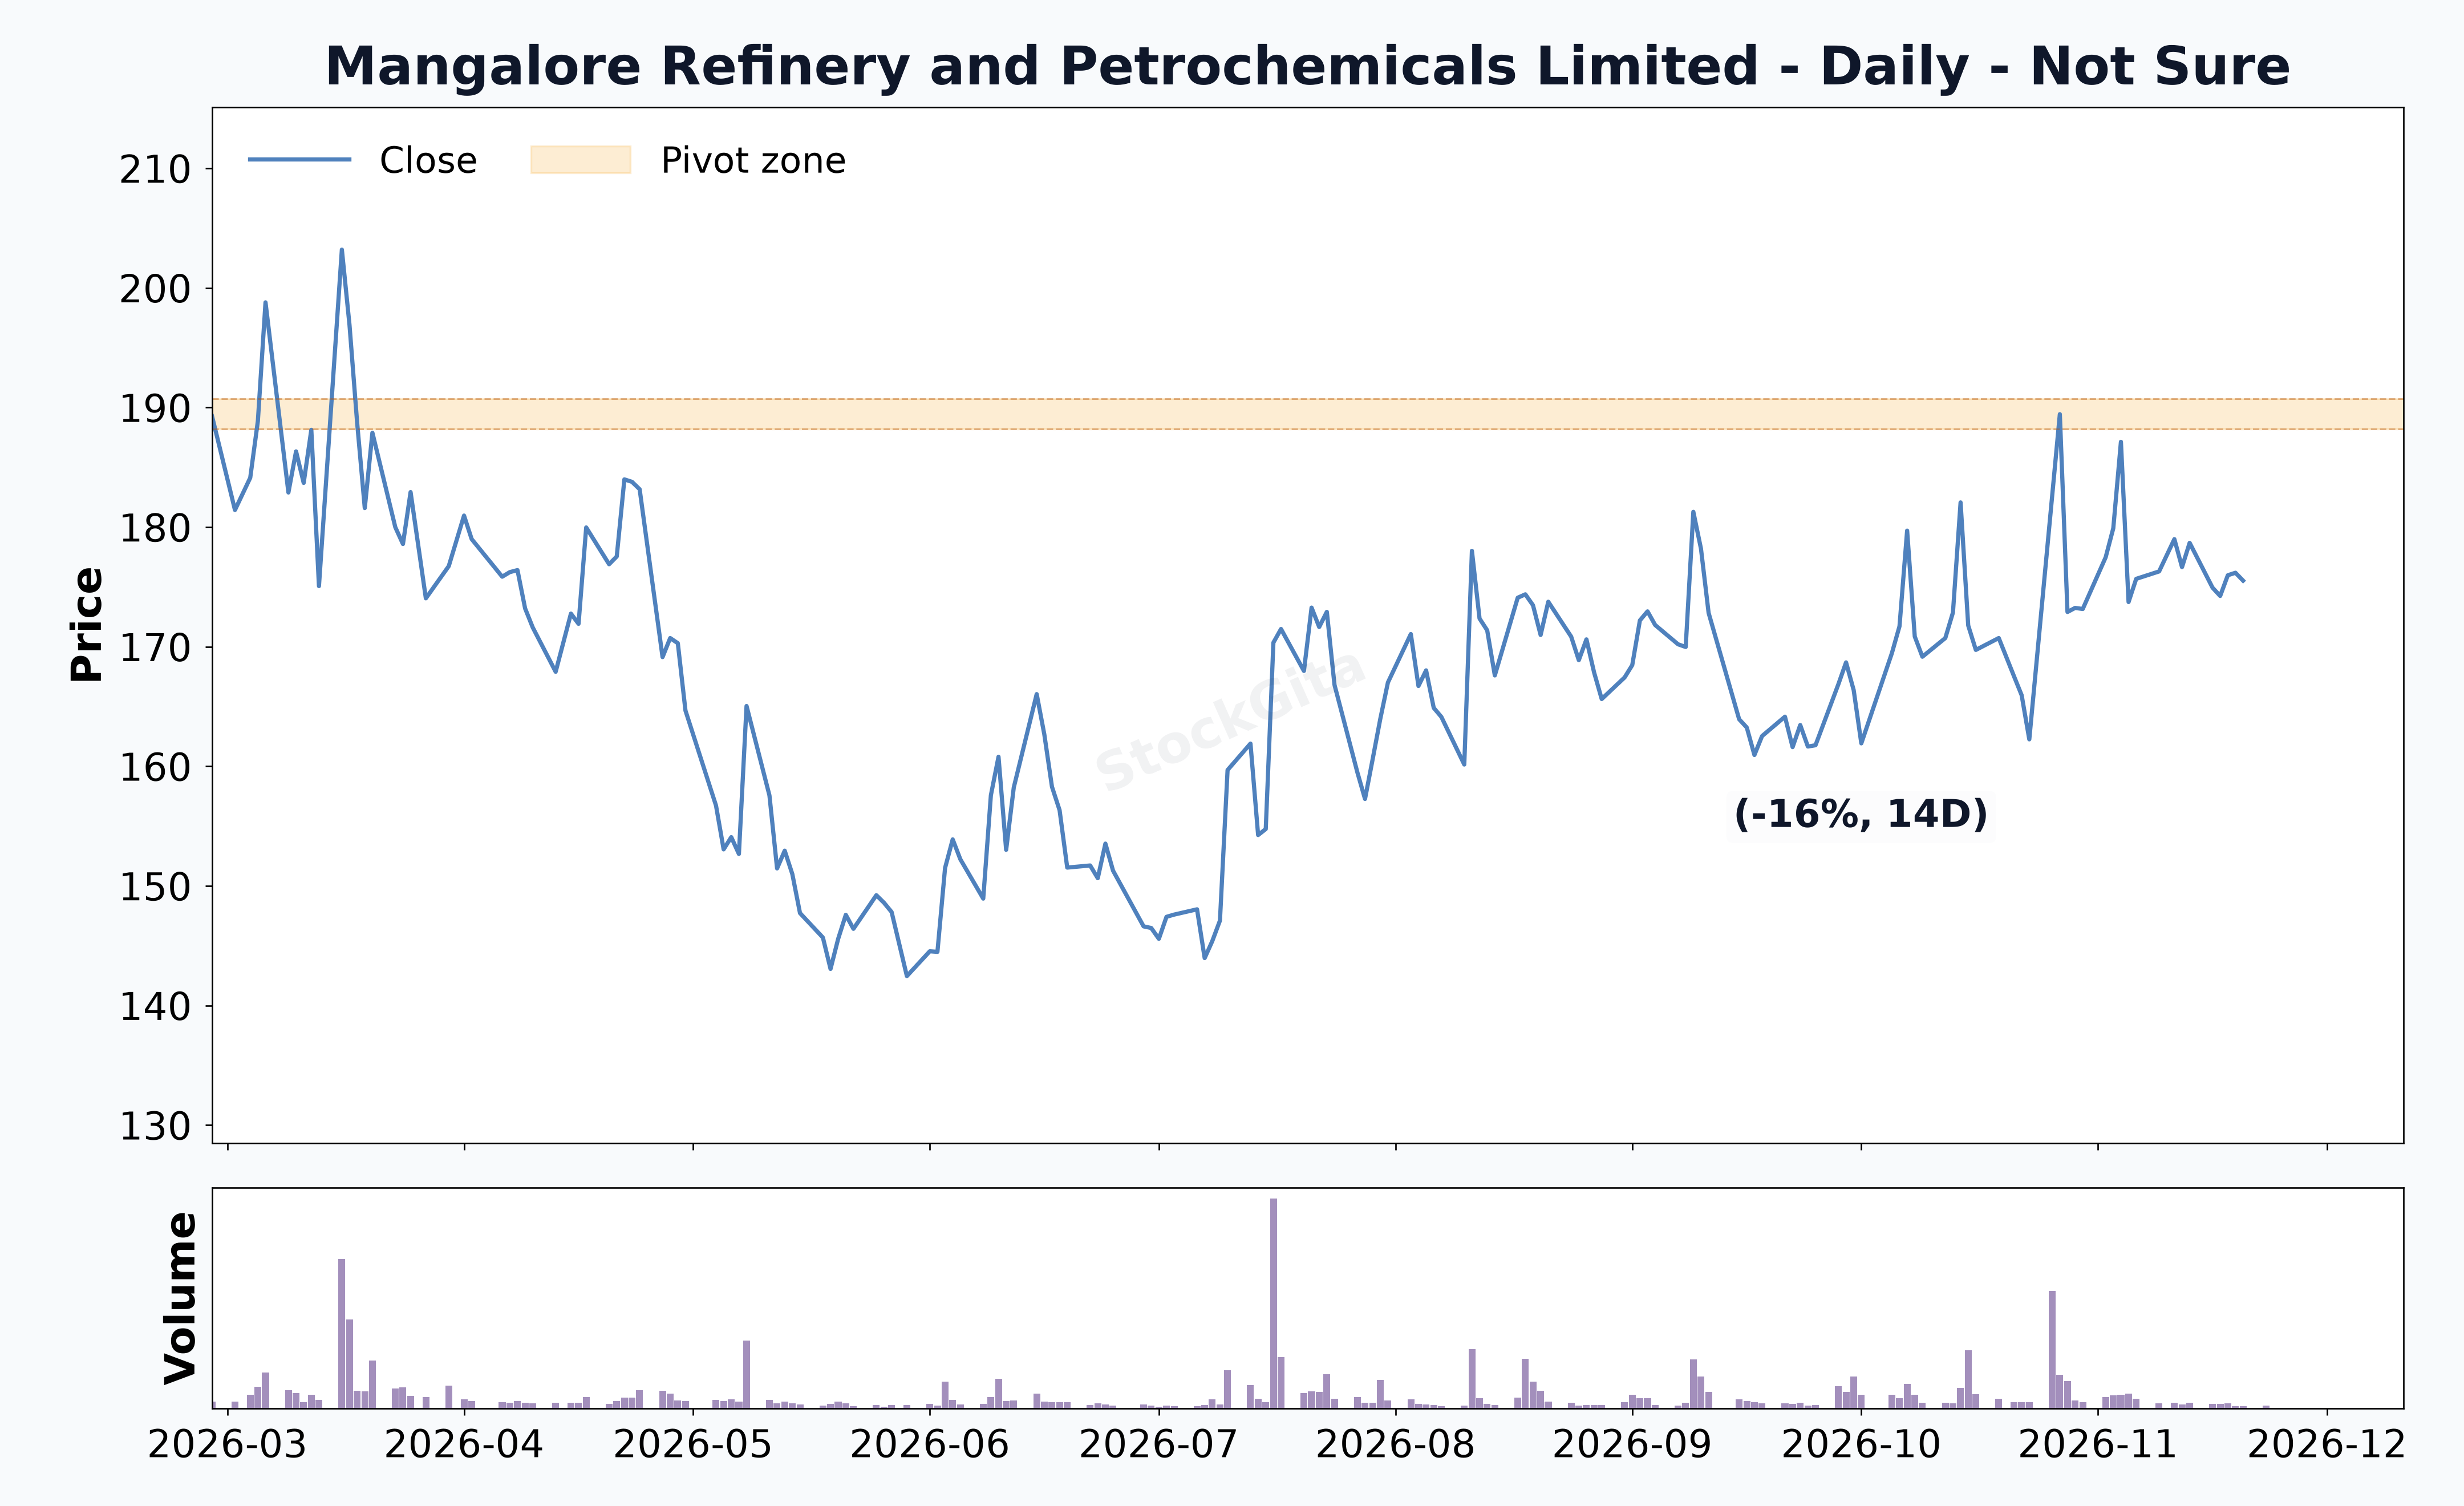 Mangalore Refinery and Petrochemicals Limited - Daily - Not Sure
Close Pivot zone
210
200
190
180
170
160
150
140
130
Price
StockGita
(-16%, 14D)
Volume
2026-03 2026-04 2026-05 2026-06 2026-07 2026-08 2026-09 2026-10 2026-11 2026-12